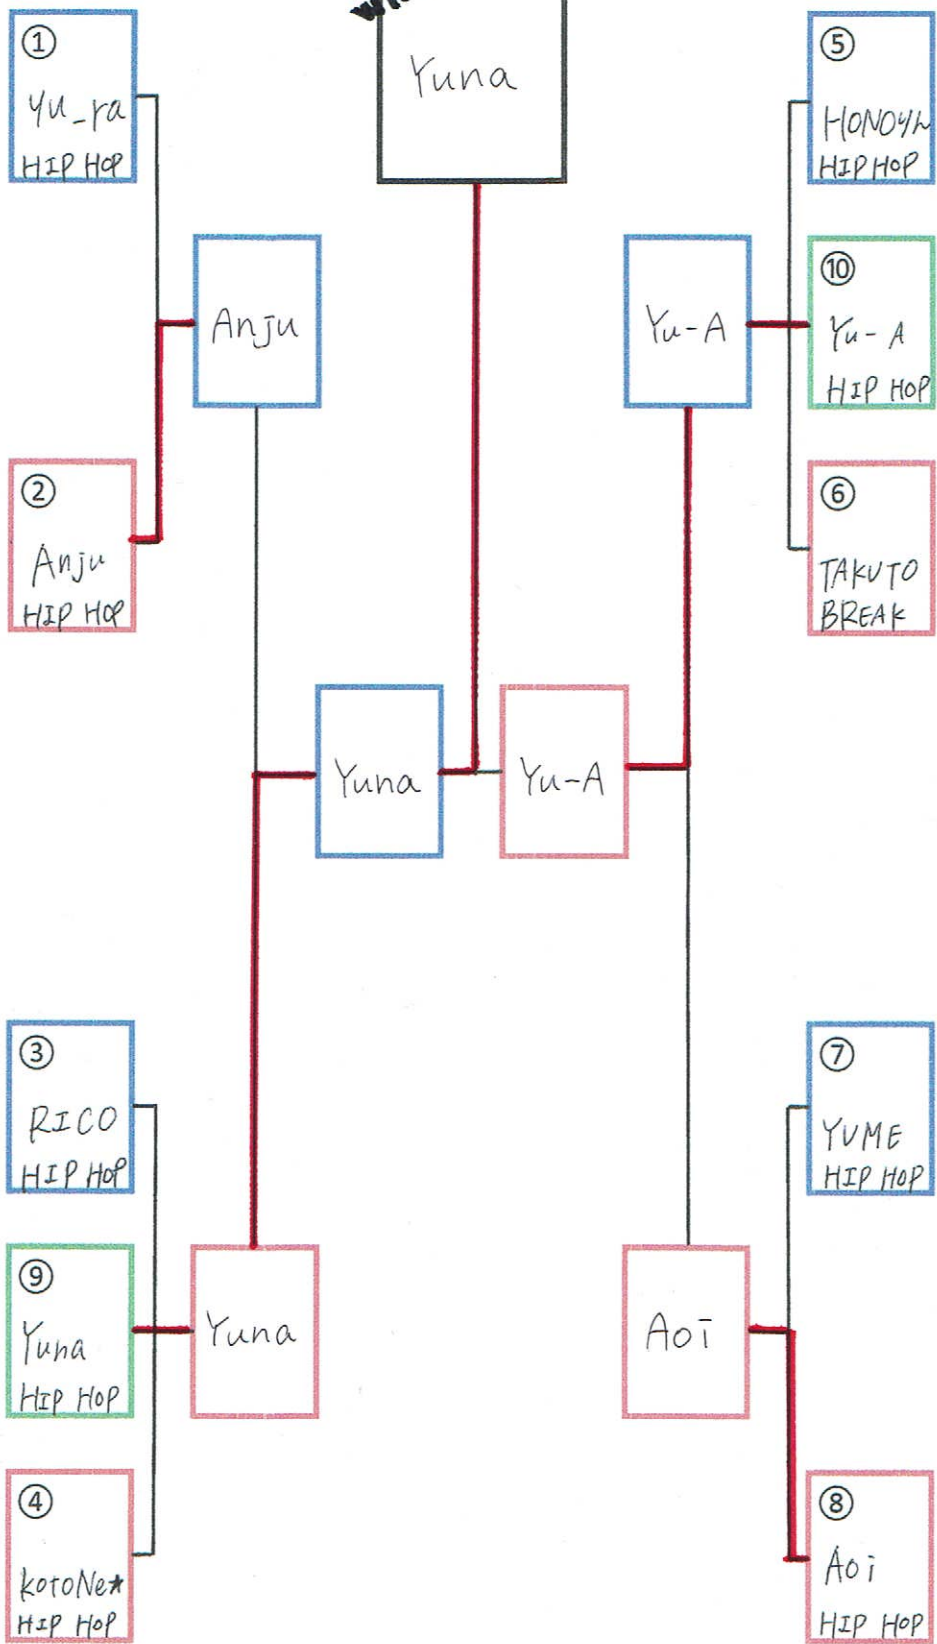 Yuna
①
yu_ra
HIP HOP
Anju
②
Anju
HIP HOP
⑤
HIP HOP
Yu-A
⑩
Yu-A
HIP HOP
⑥
TAKUTO
BREAK
Yuna
Yu-A
③
RICO
HIP HOP
⑨
Yuna
HIP HOP
Yuna
④
kotoNe★
HIP HOP
⑦
YUME
HIP HOP
Aoi
⑧
Aoi
HIP HOP